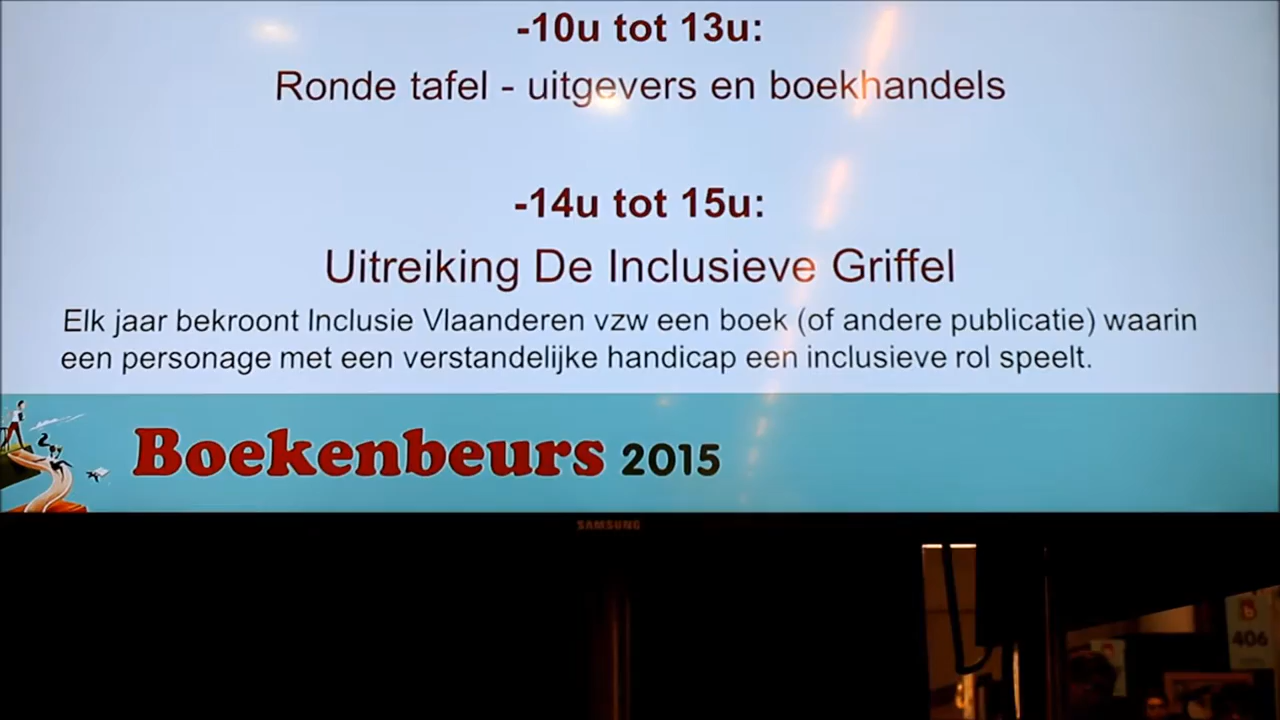 -10u tot 13u:
Ronde tafel - uitgevers en boekhandels
-14u tot 15u:
Uitreiking De Inclusieve Griffel
Elk jaar bekroont Inclusie Vlaanderen vzw een boek (of andere publicatie) waarin
een personage met een verstandelijke handicap een inclusieve rol speelt.
Boekenbeurs 2015
SAMSUNG
406